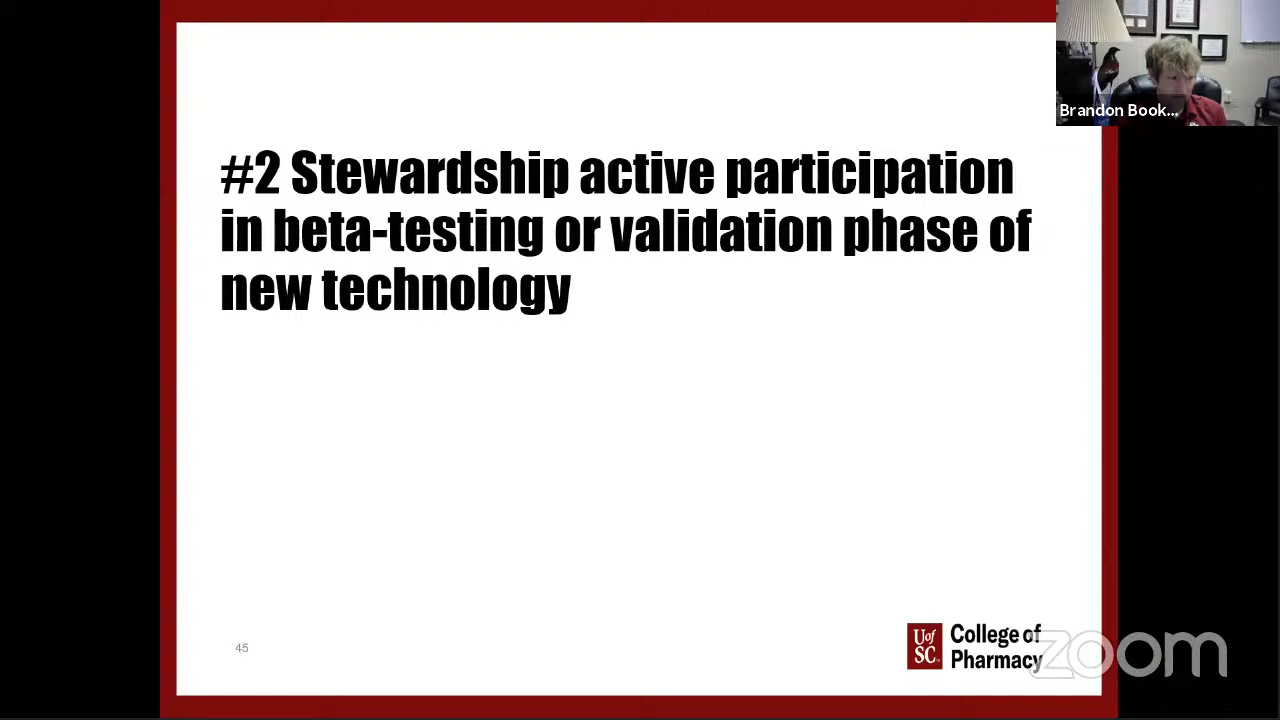 Brandon Book...
#2 Stewardship active participation
in beta-testing or validation phase of
new technology
45
UofSC College of
Pharmacy
zoom